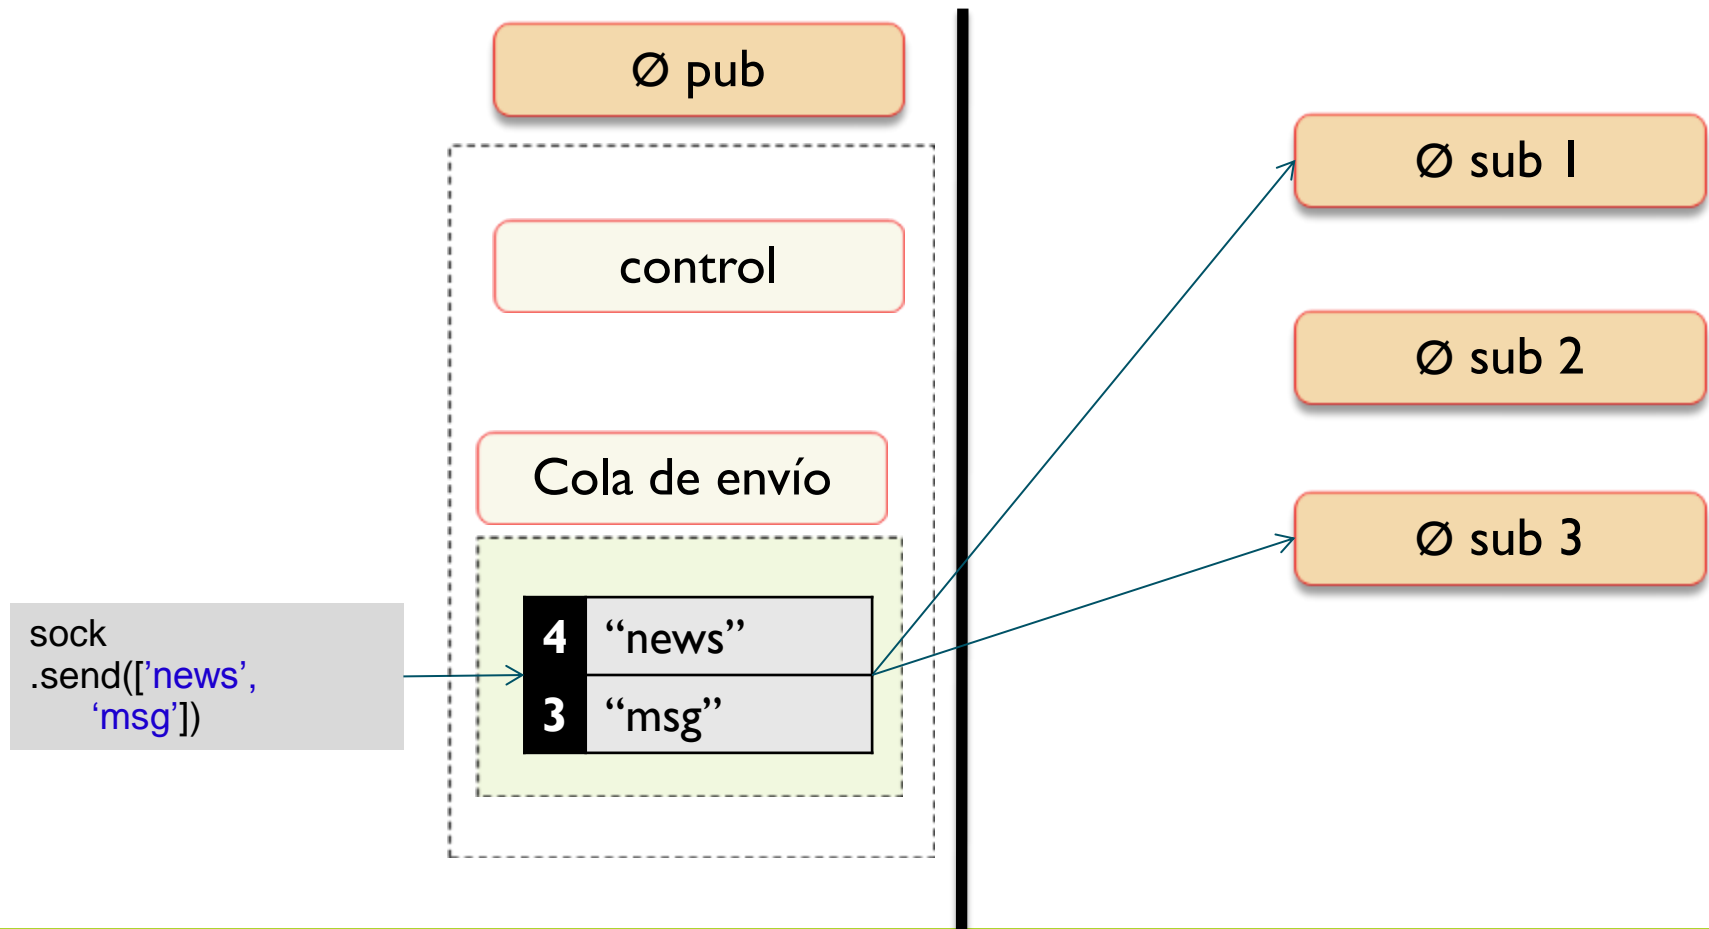 Ø pub
control
Cola de envío
sock
.send(['news’,
‘msg’])
4 “news”
3 “msg”
Ø sub 1
Ø sub 2
Ø sub 3